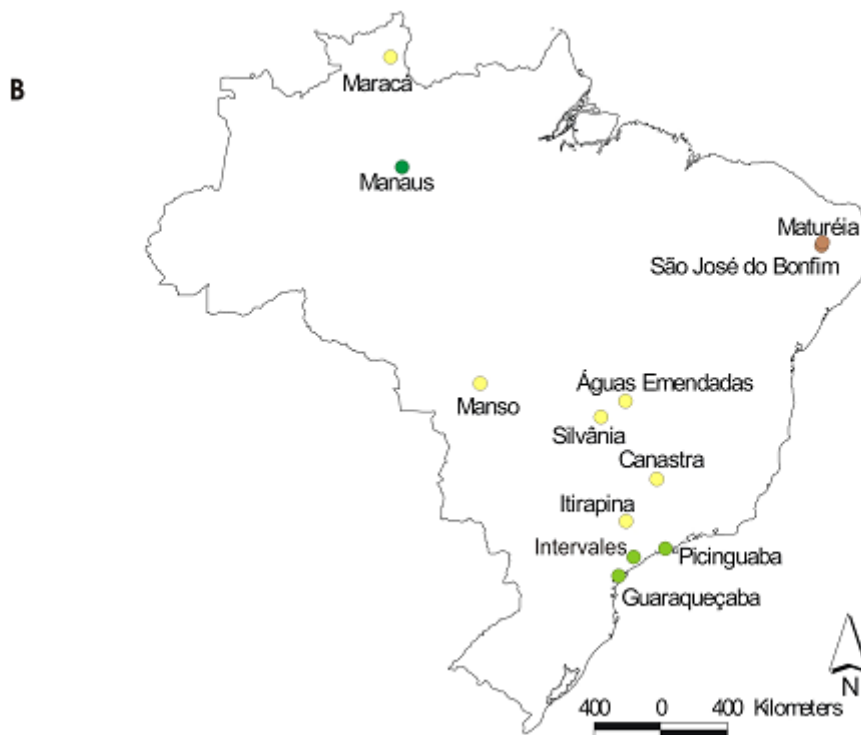 B
Maracá
Manaus
Maturéia
São José do Bonfim
Águas Emendadas
Manso
Silvânia
Canastra
Itirapina
Intervales
Picinguaba
Guaraqueçaba
N
400 0 400 Kilometers